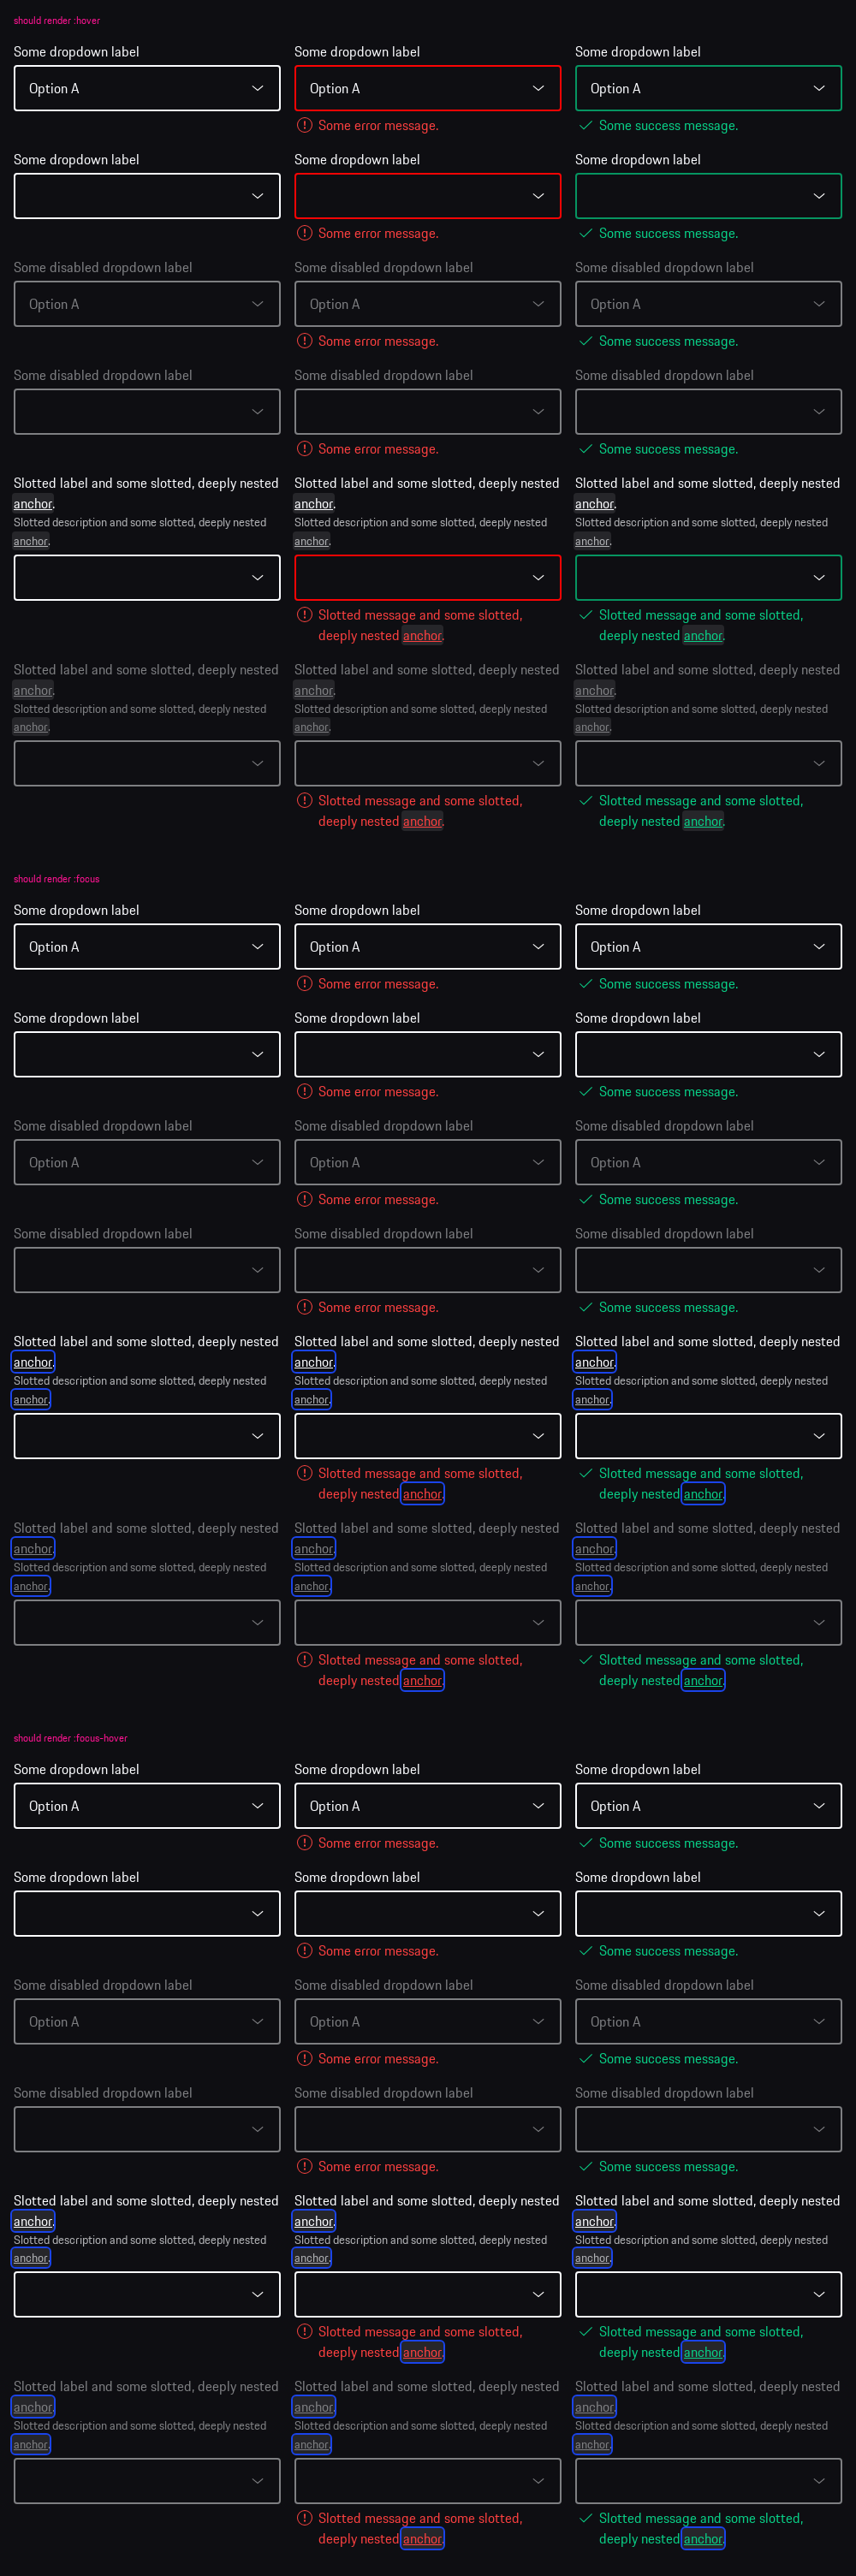 should render :hover
Some dropdown label Some dropdown label Some dropdown label
Option A Option A Option A
Some error message. Some success message.
Some dropdown label Some dropdown label Some dropdown label
Some error message. Some success message.
Some disabled dropdown label Some disabled dropdown label Some disabled dropdown label
Option A Option A Option A
Some error message. Some success message.
Some disabled dropdown label Some disabled dropdown label Some disabled dropdown label
Some error message. Some success message.
Slotted label and some slotted, deeply nested Slotted label and some slotted, deeply nested Slotted label and some slotted, deeply nested
anchor. anchor. anchor.
Slotted description and some slotted, deeply nested Slotted description and some slotted, deeply nested Slotted description and some slotted, deeply nested
anchor. anchor. anchor.
Slotted message and some slotted, Slotted message and some slotted,
deeply nested anchor. deeply nested anchor.
Slotted label and some slotted, deeply nested Slotted label and some slotted, deeply nested Slotted label and some slotted, deeply nested
anchor. anchor. anchor.
Slotted description and some slotted, deeply nested Slotted description and some slotted, deeply nested Slotted description and some slotted, deeply nested
anchor. anchor. anchor.
Slotted message and some slotted, Slotted message and some slotted,
deeply nested anchor. deeply nested anchor.
should render :focus
Some dropdown label Some dropdown label Some dropdown label
Option A Option A Option A
Some error message. Some success message.
Some dropdown label Some dropdown label Some dropdown label
Some error message. Some success message.
Some disabled dropdown label Some disabled dropdown label Some disabled dropdown label
Option A Option A Option A
Some error message. Some success message.
Some disabled dropdown label Some disabled dropdown label Some disabled dropdown label
Some error message. Some success message.
Slotted label and some slotted, deeply nested Slotted label and some slotted, deeply nested Slotted label and some slotted, deeply nested
anchor. anchor. anchor.
Slotted description and some slotted, deeply nested Slotted description and some slotted, deeply nested Slotted description and some slotted, deeply nested
anchor. anchor. anchor.
Slotted message and some slotted, Slotted message and some slotted,
deeply nested anchor. deeply nested anchor.
Slotted label and some slotted, deeply nested Slotted label and some slotted, deeply nested Slotted label and some slotted, deeply nested
anchor. anchor. anchor.
Slotted description and some slotted, deeply nested Slotted description and some slotted, deeply nested Slotted description and some slotted, deeply nested
anchor. anchor. anchor.
Slotted message and some slotted, Slotted message and some slotted,
deeply nested anchor. deeply nested anchor.
should render :focus-hover
Some dropdown label Some dropdown label Some dropdown label
Option A Option A Option A
Some error message. Some success message.
Some dropdown label Some dropdown label Some dropdown label
Some error message. Some success message.
Some disabled dropdown label Some disabled dropdown label Some disabled dropdown label
Option A Option A Option A
Some error message. Some success message.
Some disabled dropdown label Some disabled dropdown label Some disabled dropdown label
Some error message. Some success message.
Slotted label and some slotted, deeply nested Slotted label and some slotted, deeply nested Slotted label and some slotted, deeply nested
anchor. anchor. anchor.
Slotted description and some slotted, deeply nested Slotted description and some slotted, deeply nested Slotted description and some slotted, deeply nested
anchor. anchor. anchor.
Slotted message and some slotted, Slotted message and some slotted,
deeply nested anchor. deeply nested anchor.
Slotted label and some slotted, deeply nested Slotted label and some slotted, deeply nested Slotted label and some slotted, deeply nested
anchor. anchor. anchor.
Slotted description and some slotted, deeply nested Slotted description and some slotted, deeply nested Slotted description and some slotted, deeply nested
anchor. anchor. anchor.
Slotted message and some slotted, Slotted message and some slotted,
deeply nested anchor. deeply nested anchor.